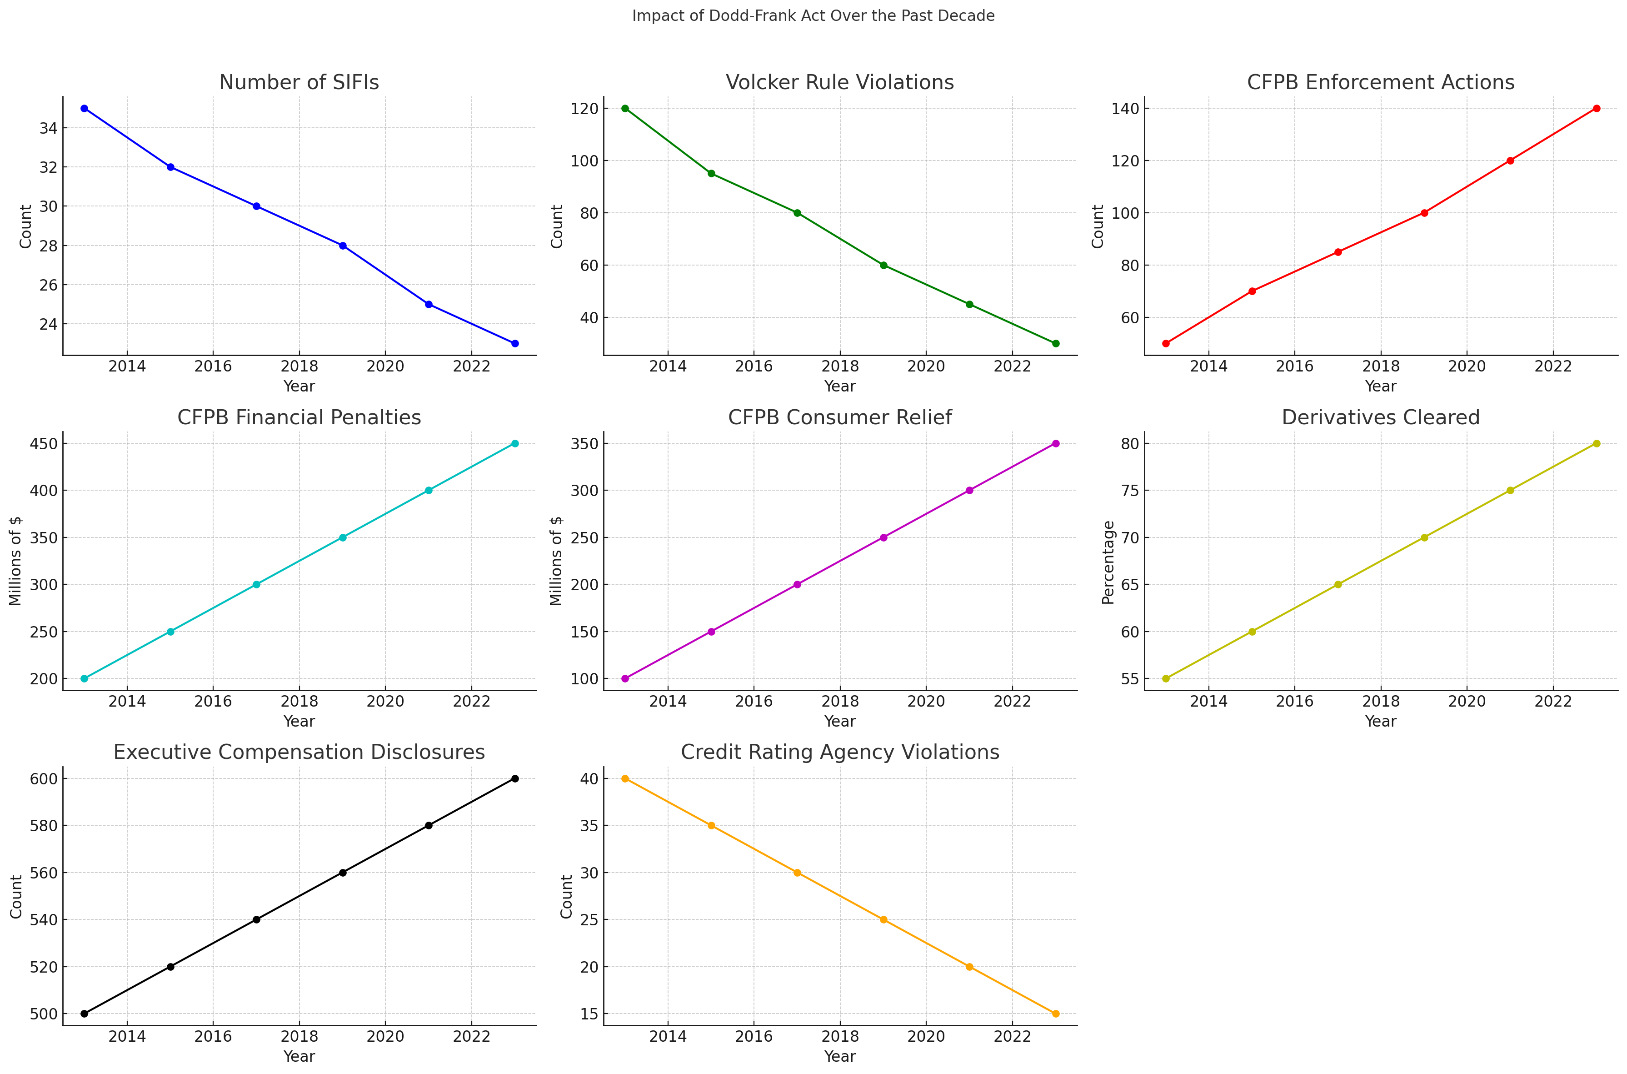 Impact of Dodd-Frank Act Over the Past Decade
Number of SIFIs
Count
34
32
30
28
26
24
2014 2016 2018 2020 2022
Year
Volcker Rule Violations
Count
120
100
80
60
40
2014 2016 2018 2020 2022
Year
CFPB Enforcement Actions
Count
140
120
100
80
60
2014 2016 2018 2020 2022
Year
CFPB Financial Penalties
Millions of $
450
400
350
300
250
200
2014 2016 2018 2020 2022
Year
CFPB Consumer Relief
Millions of $
350
300
250
200
150
100
2014 2016 2018 2020 2022
Year
Derivatives Cleared
Percentage
80
75
70
65
60
55
2014 2016 2018 2020 2022
Year
Executive Compensation Disclosures
Count
600
580
560
540
520
500
2014 2016 2018 2020 2022
Year
Credit Rating Agency Violations
Count
40
35
30
25
20
15
2014 2016 2018 2020 2022
Year